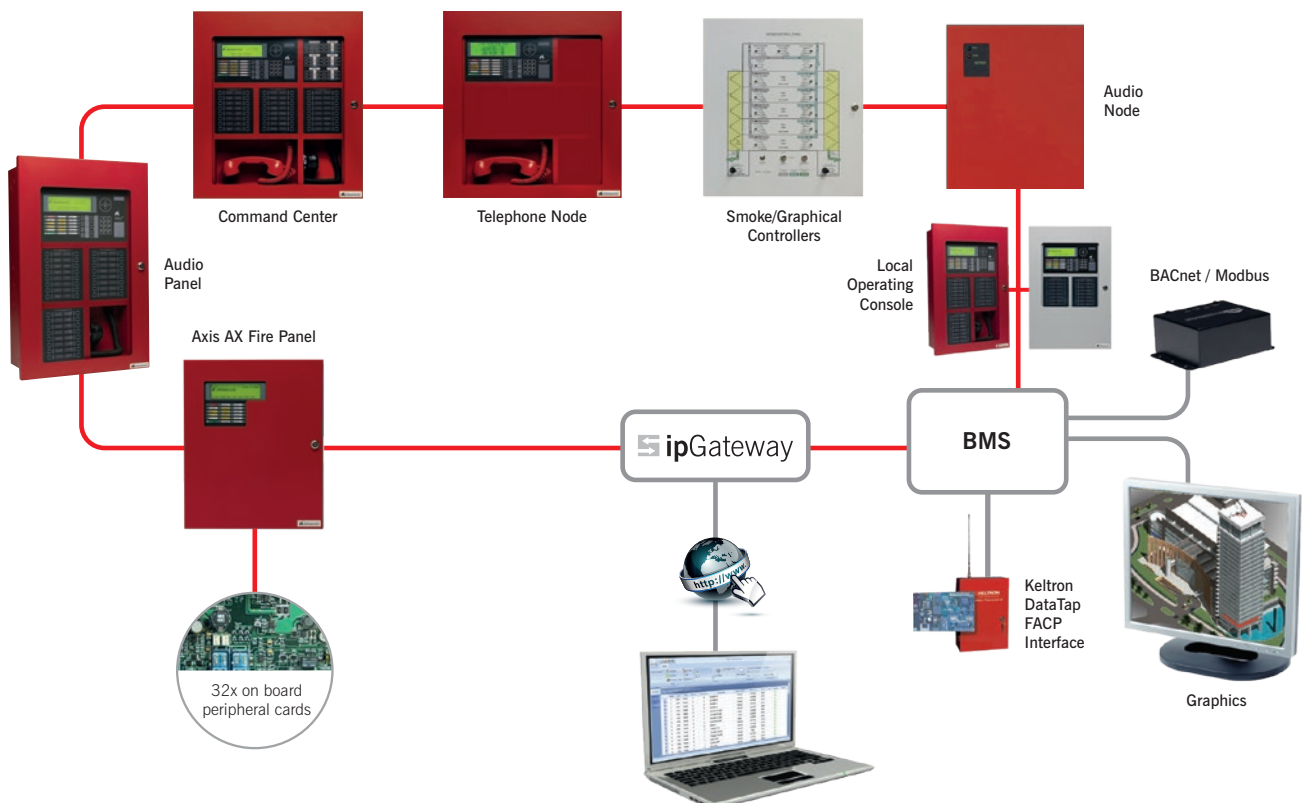 Command Center
Telephone Node
Smoke/Graphical
Controllers
Audio
Node
Audio
Panel
Local
Operating
Console
BACnet / Modbus
Axis AX Fire Panel
ipGateway
BMS
http://www.
KELTRON
Keltron
DataTap
FACP
Interface
32x on board
peripheral cards
Graphics